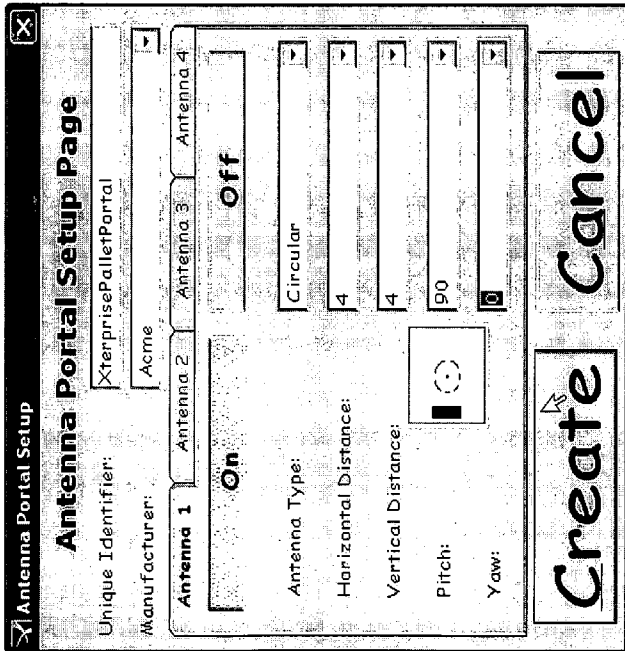 Antenna Portal Setup
Antenna Portal Setup Page
Unique Identifier: XterprisePalletPortal
Manufacturer: Acme
Antenna 1 Antenna 2 Antenna 3 Antenna 4
On Off
Antenna Type: Circular
Harizantal Distance: 4
Vertical Distance: 4
Pitch: 90
Yaw: 0
Create Cancel